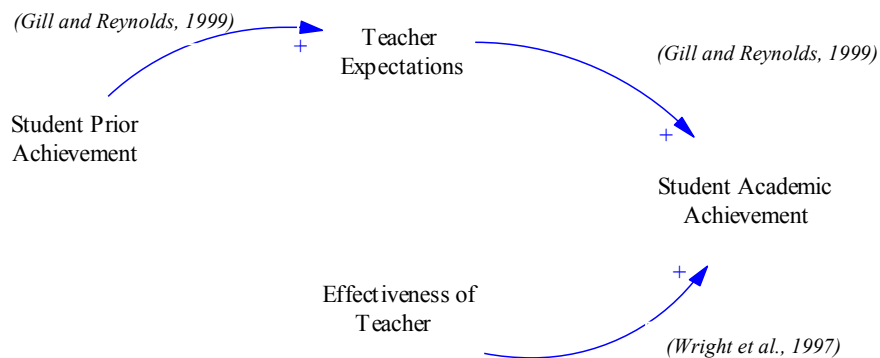 (Gill and Reynolds, 1999)
+
Teacher
Expectations
(Gill and Reynolds, 1999)
+
Student Prior
Achievement
Student Academic
Achievement
+
Effectiveness of
Teacher
(Wright et al., 1997)